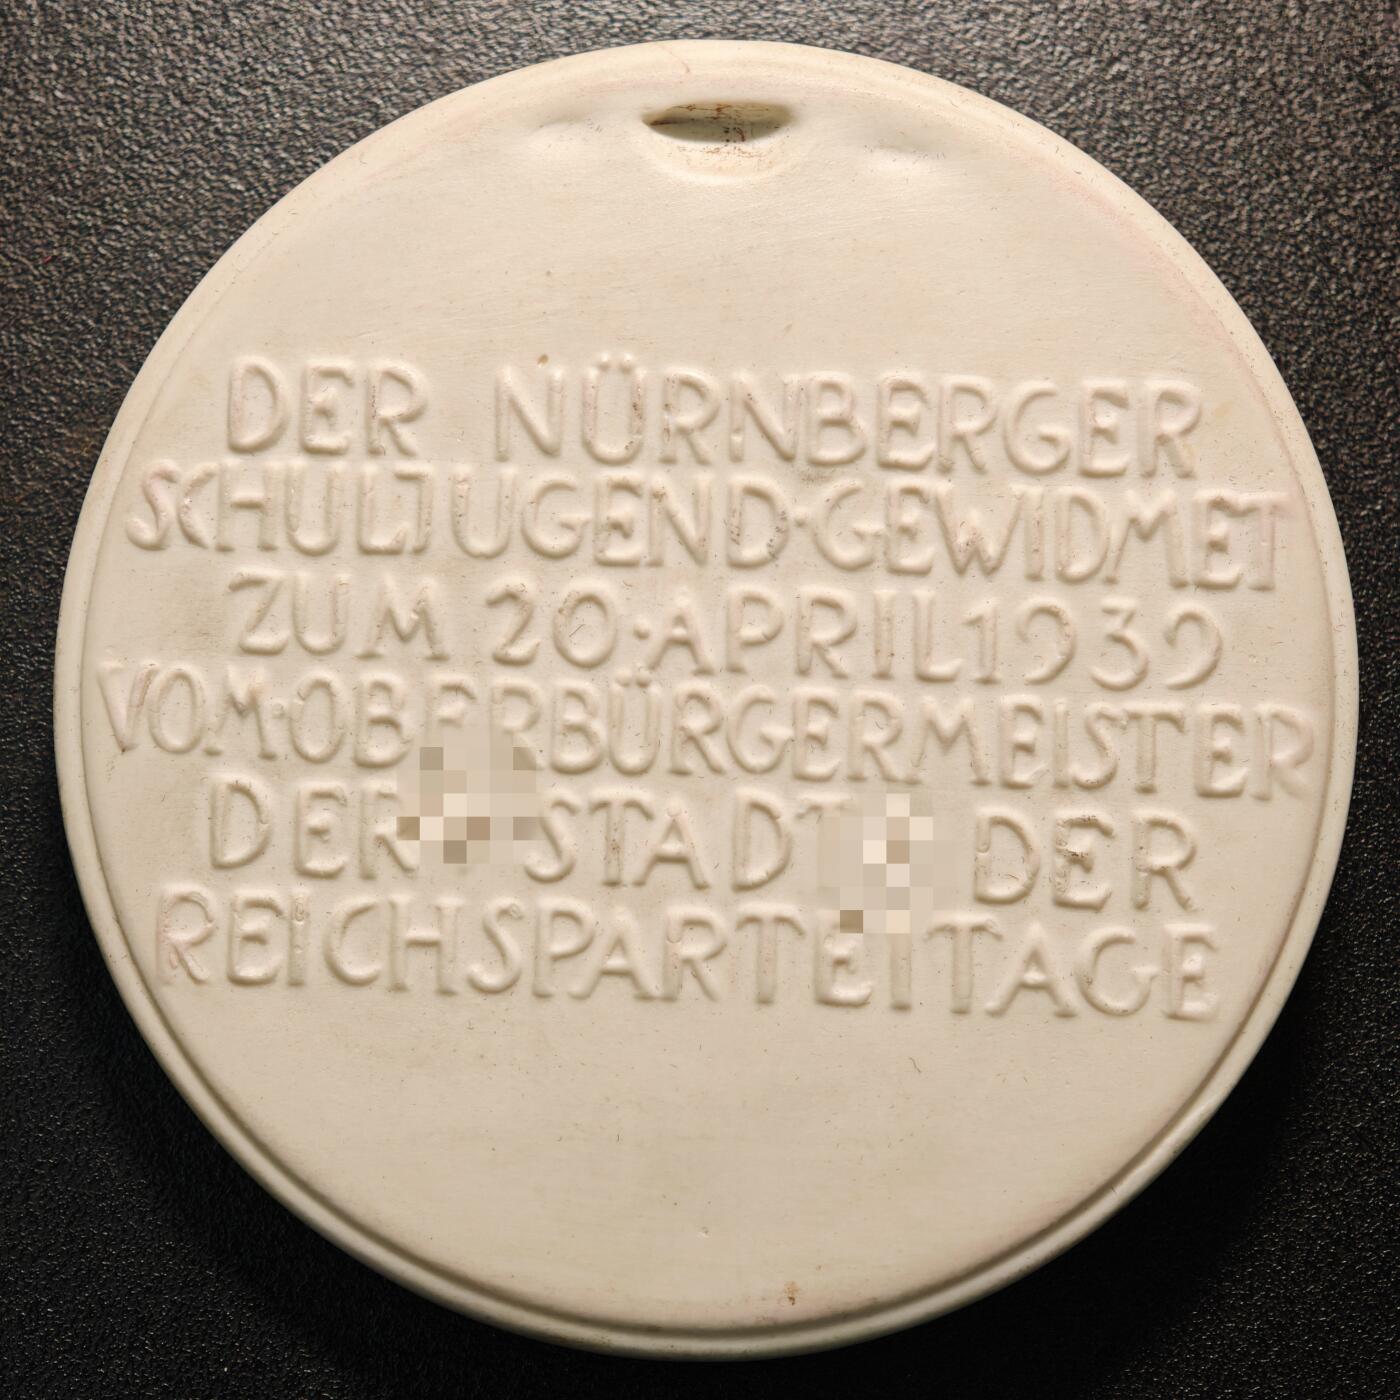 DER NÜRNBERGER
SCHULJUGEND·GEWIDMET
ZUM 20·APRIL 1939
VOM·OBERBÜRGERMEISTER
DER STADT DER
REICHSPARTEITAGE